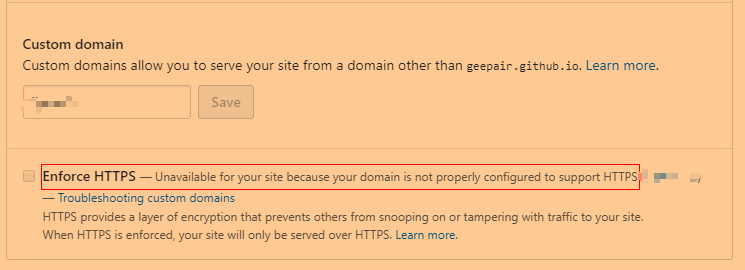 Custom domain
Custom domains allow you to serve your site from a domain other than geepair.github.io. Learn more.
Save
Enforce HTTPS — Unavailable for your site because your domain is not properly configured to support HTTPS
— Troubleshooting custom domains
HTTPS provides a layer of encryption that prevents others from snooping on or tampering with traffic to your site.
When HTTPS is enforced, your site will only be served over HTTPS. Learn more.